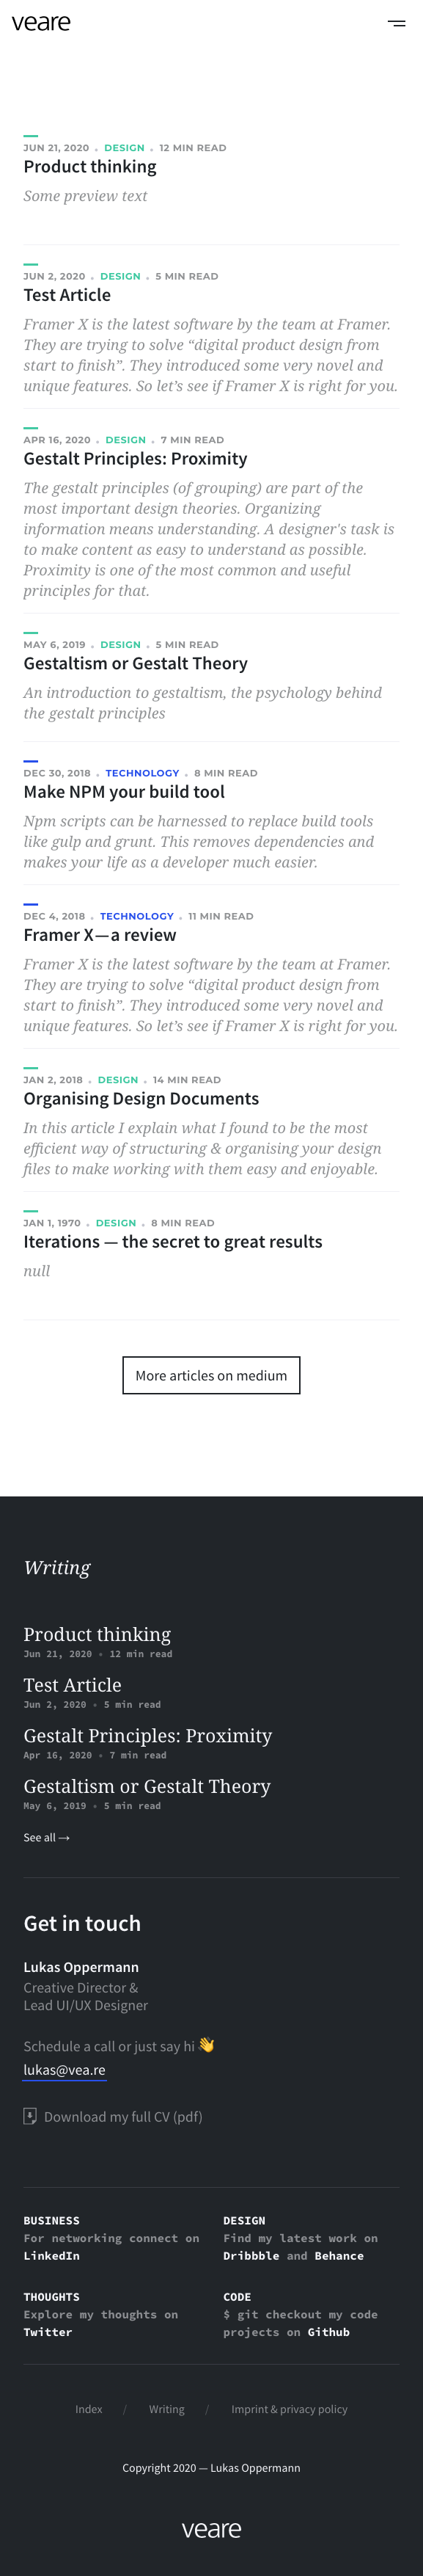 veare
JUN 21, 2020 • DESIGN • 12 MIN READ
Product thinking
Some preview text
JUN 2, 2020 • DESIGN • 5 MIN READ
Test Article
Framer X is the latest software by the team at Framer.
They are trying to solve “digital product design from
start to finish”. They introduced some very novel and
unique features. So let’s see if Framer X is right for you.
APR 16, 2020 • DESIGN • 7 MIN READ
Gestalt Principles: Proximity
The gestalt principles (of grouping) are part of the
most important design theories. Organizing
information means understanding. A designer's task is
to make content as easy to understand as possible.
Proximity is one of the most common and useful
principles for that.
MAY 6, 2019 • DESIGN • 5 MIN READ
Gestaltism or Gestalt Theory
An introduction to gestaltism, the psychology behind
the gestalt principles
DEC 30, 2018 • TECHNOLOGY • 8 MIN READ
Make NPM your build tool
Npm scripts can be harnessed to replace build tools
like gulp and grunt. This removes dependencies and
makes your life as a developer much easier.
DEC 4, 2018 • TECHNOLOGY • 11 MIN READ
Framer X—a review
Framer X is the latest software by the team at Framer.
They are trying to solve “digital product design from
start to finish”. They introduced some very novel and
unique features. So let’s see if Framer X is right for you.
JAN 2, 2018 • DESIGN • 14 MIN READ
Organising Design Documents
In this article I explain what I found to be the most
efficient way of structuring & organising your design
files to make working with them easy and enjoyable.
JAN 1, 1970 • DESIGN • 8 MIN READ
Iterations — the secret to great results
null
More articles on medium
Writing
Product thinking
Jun 21, 2020 • 12 min read
Test Article
Jun 2, 2020 • 5 min read
Gestalt Principles: Proximity
Apr 16, 2020 • 7 min read
Gestaltism or Gestalt Theory
May 6, 2019 • 5 min read
See all →
Get in touch
Lukas Oppermann
Creative Director &
Lead UI/UX Designer
Schedule a call or just say hi 👋
lukas@vea.re
Download my full CV (pdf)
BUSINESS
For networking connect on
LinkedIn
DESIGN
Find my latest work on
Dribbble and Behance
THOUGHTS
Explore my thoughts on
Twitter
CODE
$ git checkout my code
projects on Github
Index / Writing / Imprint & privacy policy
Copyright 2020 — Lukas Oppermann
veare